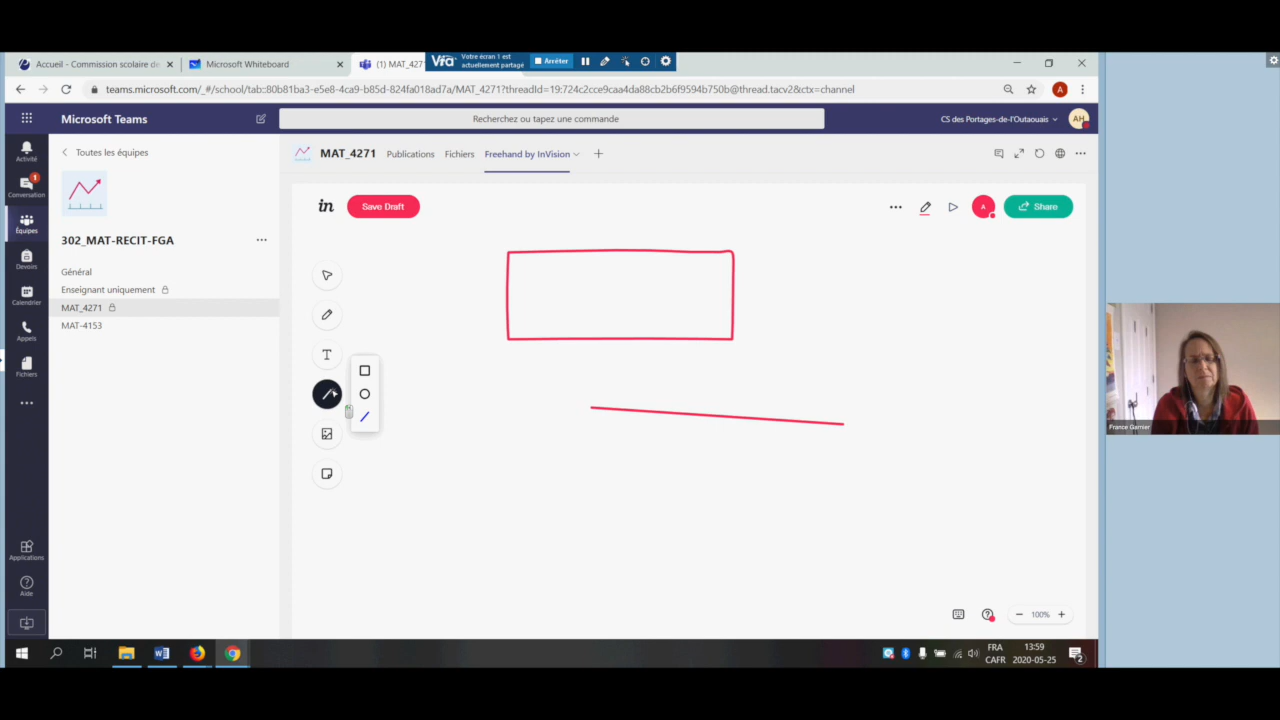 Accueil - Commission scolaire de
Microsoft Whiteboard
(1) MAT_427
Via
Votre écran 1 est
actuellement partagé
Arrêter
teams.microsoft.com/_#/school/tab::80b81ba3-e5e8-4ca9-b85d-824fa018ad7a/MAT_4271?threadId=19:724c2cce9caa4da88cb2b6f9594b750b@thread.tacv2&ctx=channel
A
Microsoft Teams
Recherchez ou tapez une commande
CS des Portages-de-l'Outaouais
AH
Activité
1
Conversation
Équipes
Devoirs
Calendrier
Appels
Fichiers
Applications
Aide
Toutes les équipes
302_MAT-RECIT-FGA
Général
Enseignant uniquement
MAT_4271
MAT-4153
MAT_4271
Publications
Fichiers
Freehand by InVision
in
Save Draft
A
Share
T
100%
France Garnier
FRA
CAFR
13:59
2020-05-25
2